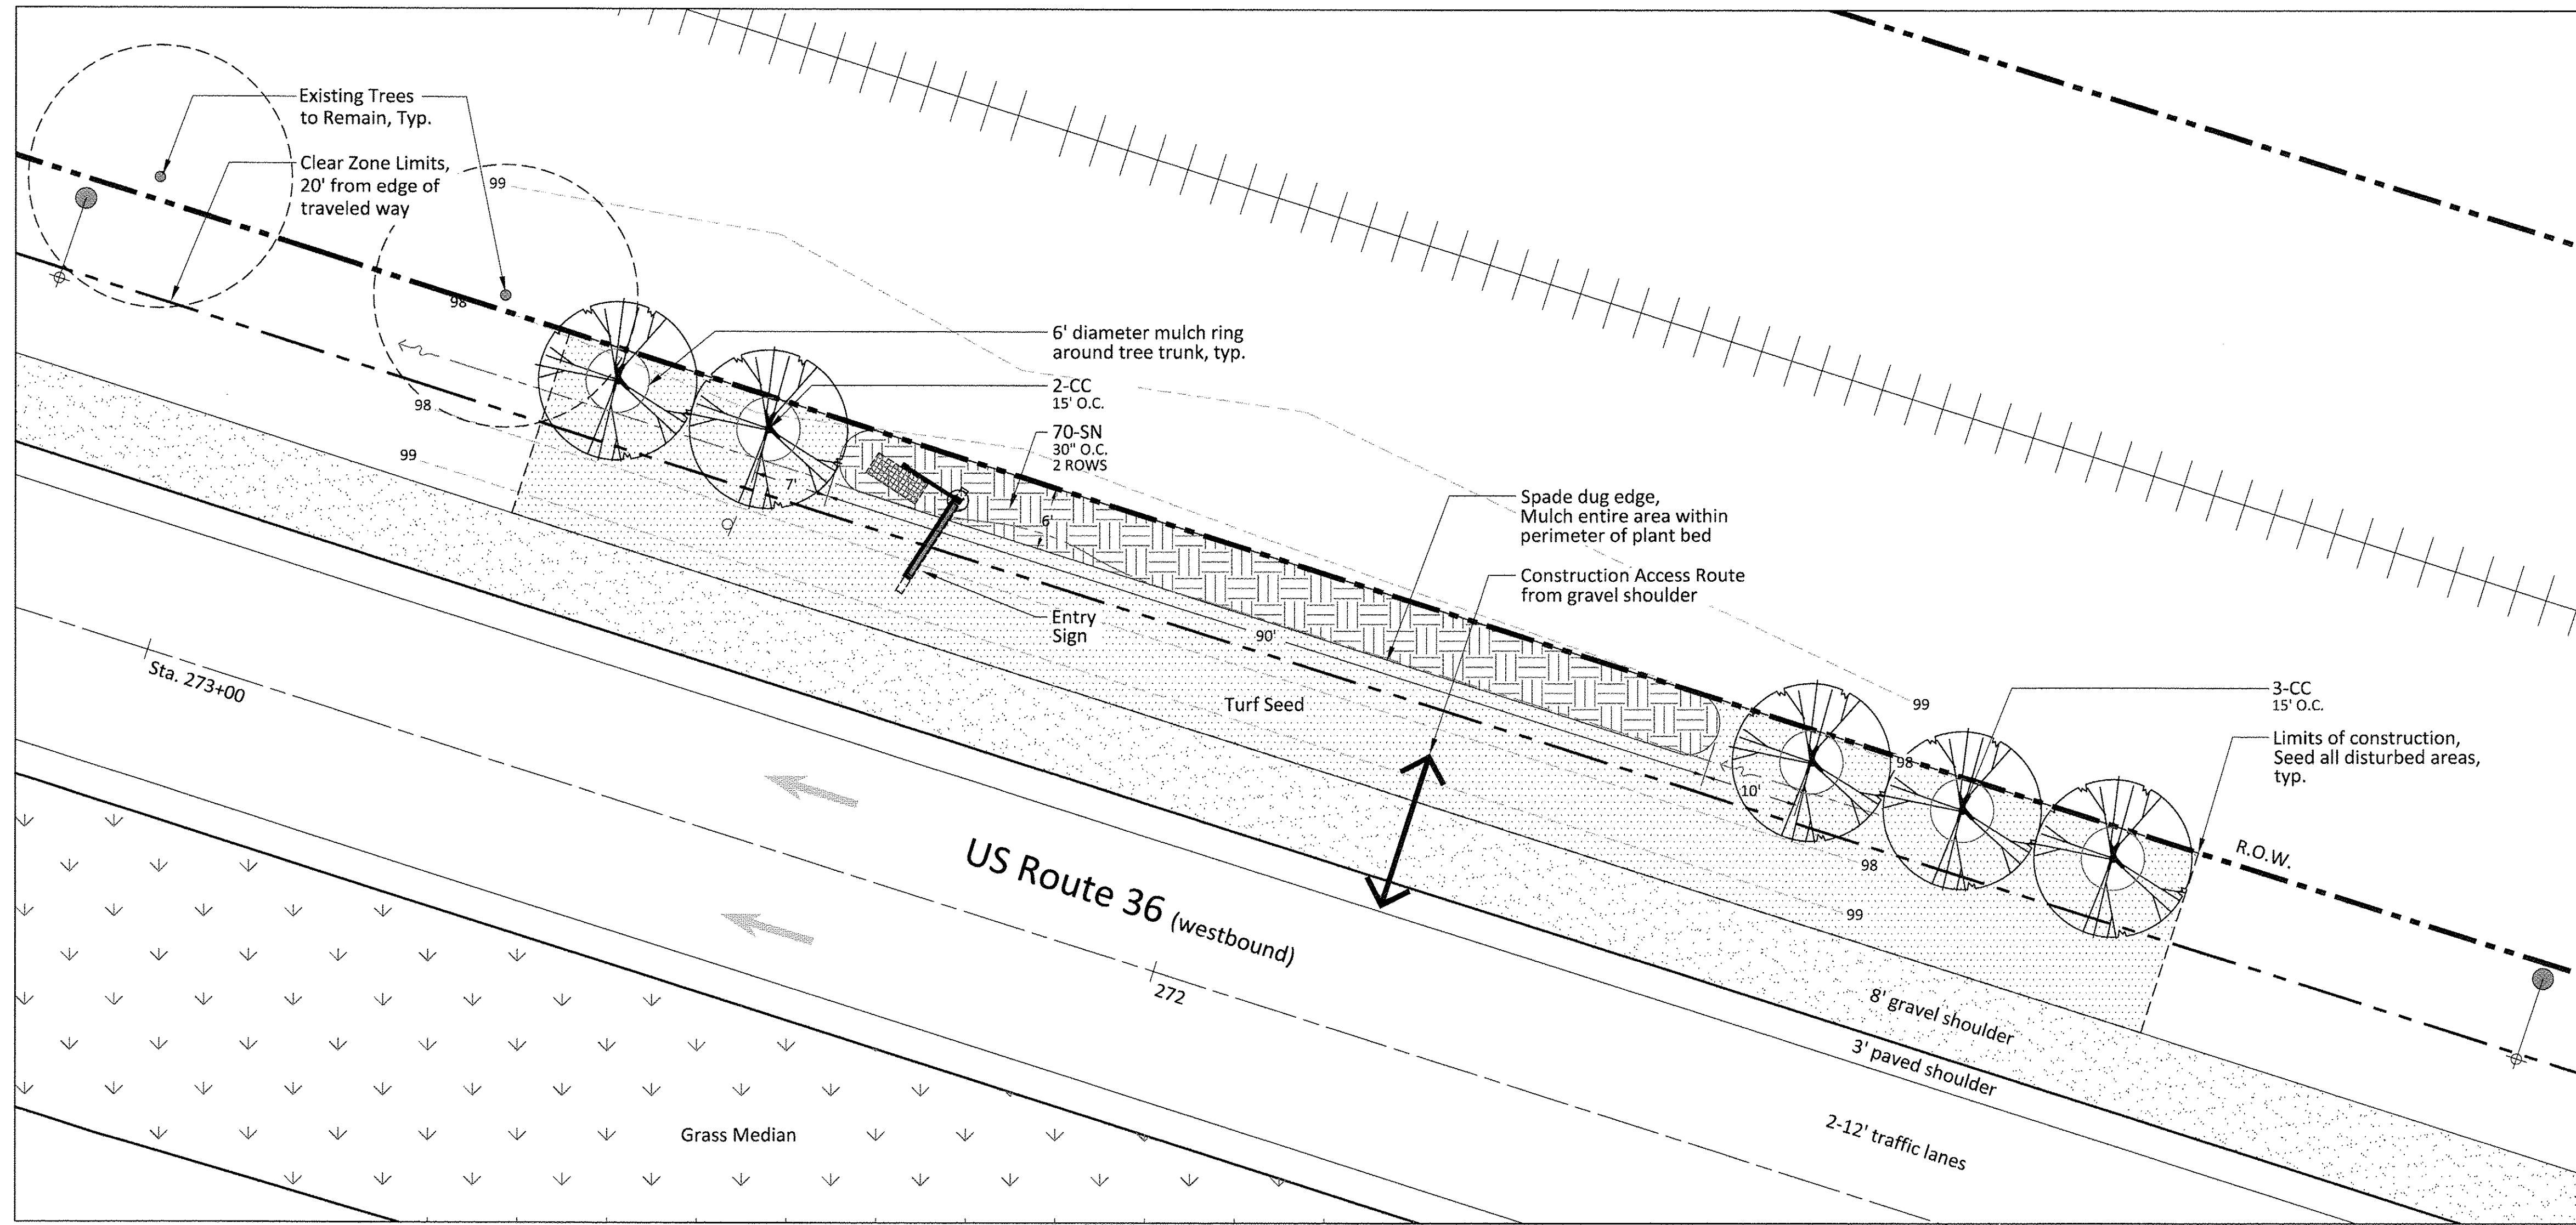 Existing Trees
to Remain, Typ.
Clear Zone Limits,
20' from edge of
traveled way
99
98
6' diameter mulch ring
around tree trunk, typ.
2-CC
15' O.C.
98
70-SN
30" O.C.
2 ROWS
99
7'
6'
Spade dug edge,
Mulch entire area within
perimeter of plant bed
Construction Access Route
from gravel shoulder
Entry
Sign
90'
Sta. 273+00
Turf Seed
99
3-CC
15' O.C.
Limits of construction,
Seed all disturbed areas,
typ.
98
10'
R.O.W.
98
99
US Route 36 (westbound)
272
8' gravel shoulder
3' paved shoulder
2-12' traffic lanes
Grass Median